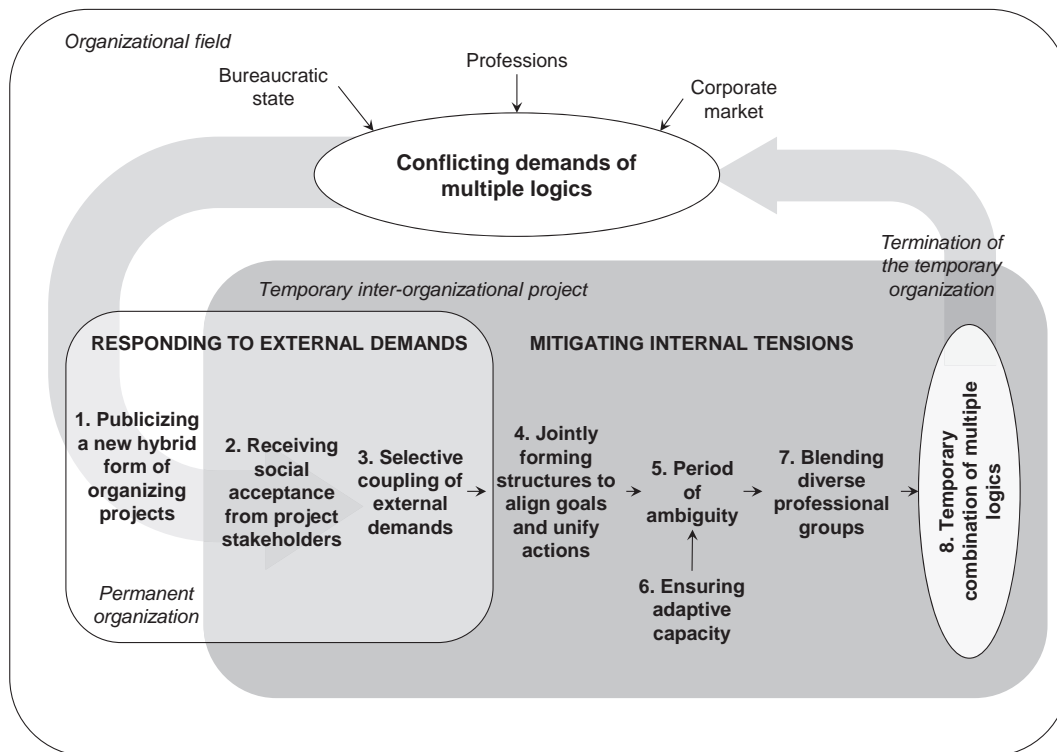 Organizational field
Professions
Bureaucratic
state
Corporate
market
Conflicting demands of
multiple logics
Termination of
the temporary
organization
Temporary inter-organizational project
RESPONDING TO EXTERNAL DEMANDS
MITIGATING INTERNAL TENSIONS
1. Publicizing
a new hybrid
form of
organizing
projects
2. Receiving
social
acceptance
from project
stakeholders
3. Selective
coupling of
external
demands
4. Jointly
forming
structures to
align goals
and unify
actions
5. Period
of
ambiguity
6. Ensuring
adaptive
capacity
7. Blending
diverse
professional
groups
8. Temporary
combination of multiple
logics
Permanent
organization